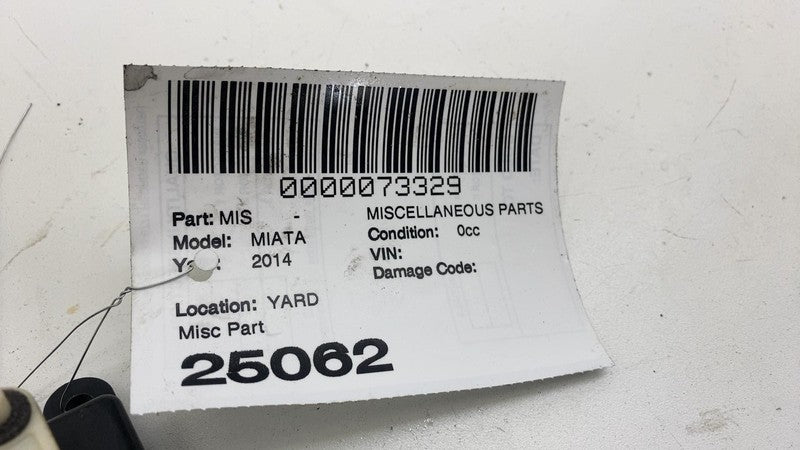 0000073329
Part: MIS - MISCELLANEOUS PARTS
Model: MIATA Condition: 0cc
2014 VIN:
Damage Code:
Location: YARD
Misc Part
25062